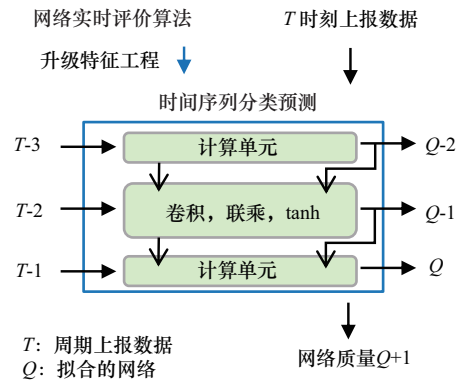 网络实时评价算法
T 时刻上报数据
升级特征工程
时间序列分类预测
T-3
计算单元
Q-2
T-2
卷积，联乘，tanh
Q-1
T-1
计算单元
Q
T：周期上报数据
Q：拟合的网络
网络质量Q+1